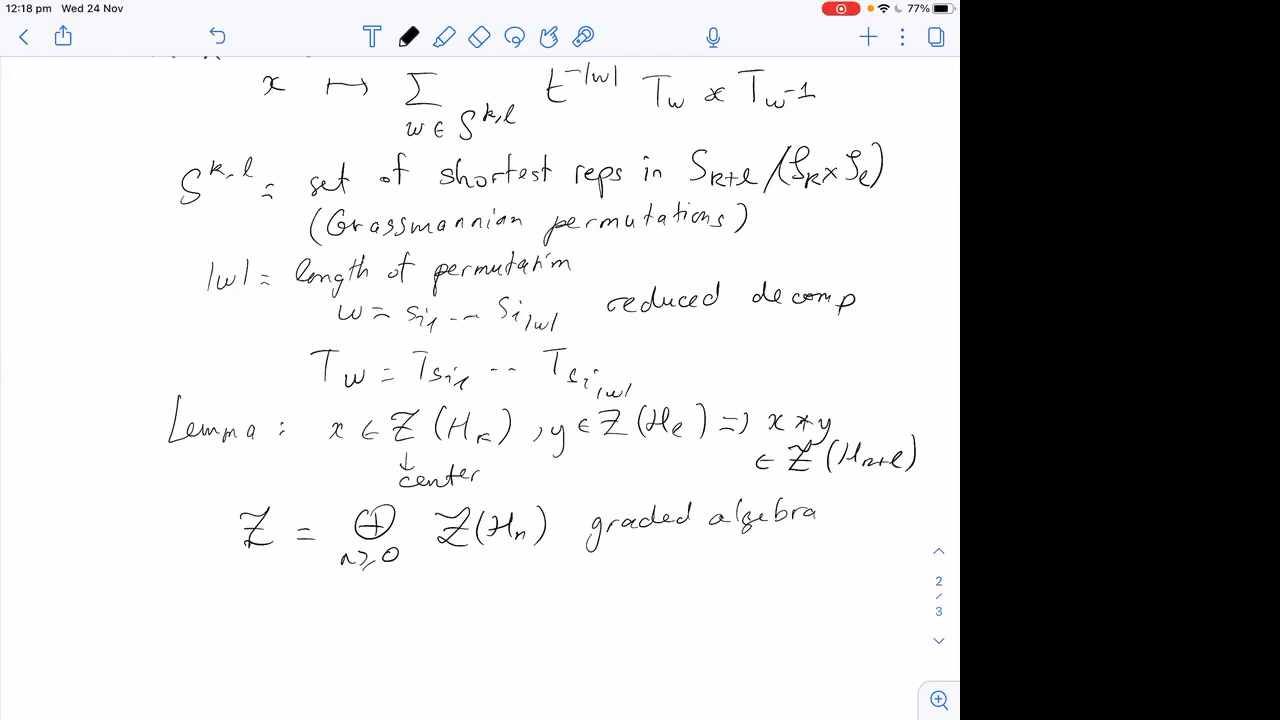 12:18 pm Wed 24 Nov
77%
x ↦ ∑_{w ∈ S^{k,l}} t^{-|w|} T_w x T_{w^{-1}}
S^{k,l} = set of shortest reps in S_{k+l} / (S_k × S_l)
(Grassmannian permutations)
|w| = length of permutation
w = s_{i_1} ... s_{i_{|w|}} reduced decomp
T_w = T_{s_{i_1}} ... T_{s_{i_{|w|}}}
Lemma : x ∈ Z (H_k) , y ∈ Z (H_l) ⇒ x * y
∈ Z (H_{k+l})
↓
center
Z = ⊕_{n≥0} Z(H_n) graded algebra
2
/
3